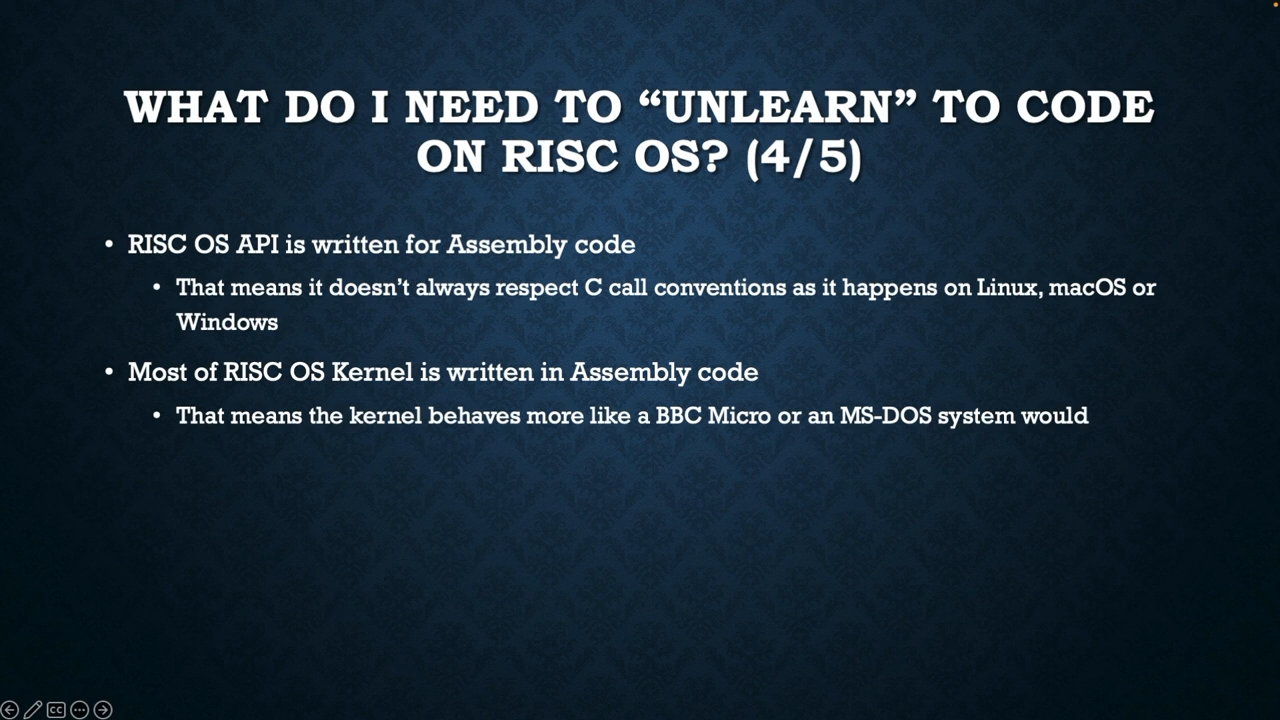 WHAT DO I NEED TO “UNLEARN” TO CODE
ON RISC OS? (4/5)
• RISC OS API is written for Assembly code
• That means it doesn’t always respect C call conventions as it happens on Linux, macOS or
Windows
• Most of RISC OS Kernel is written in Assembly code
• That means the kernel behaves more like a BBC Micro or an MS-DOS system would
CC